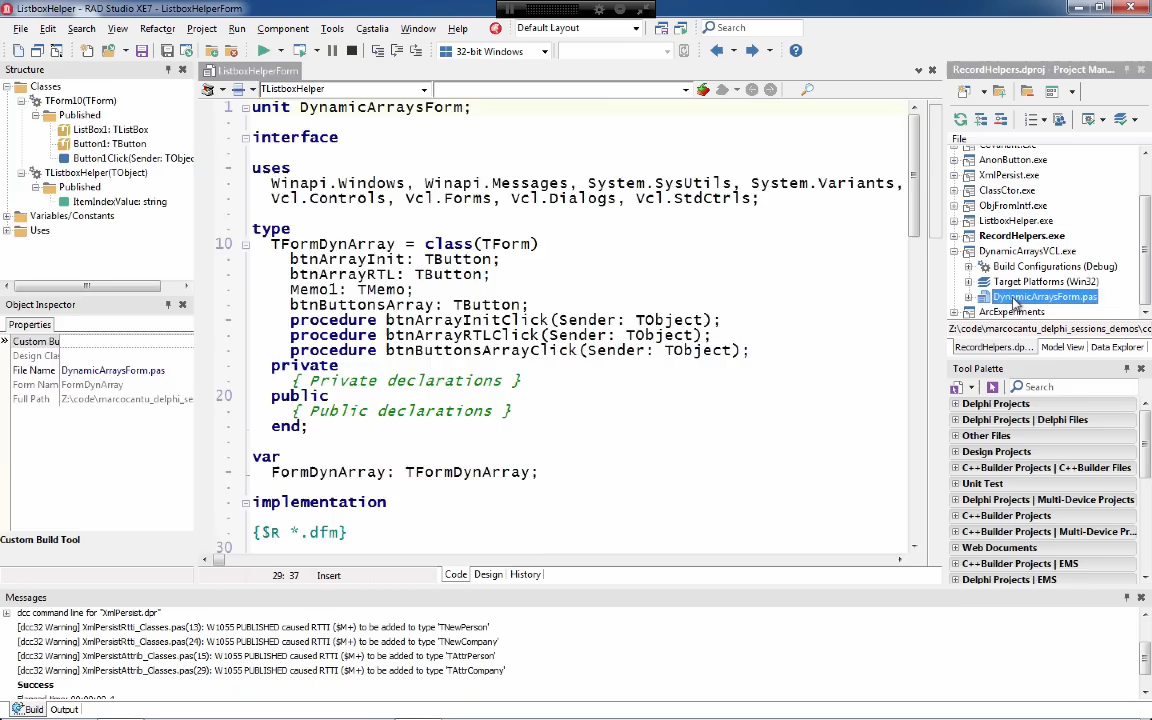 ListboxHelper - RAD Studio XE7 - ListboxHelperForm
File Edit Search View Refactor Project Run Component Tools Castalia Window Help Default Layout Search
32-bit Windows
Structure
Classes
TForm10(TForm)
Published
ListBox1: TListBox
Button1: TButton
Button1Click(Sender: TObjec
TListboxHelper(TObject)
Published
ItemIndexValue: string
Variables/Constants
Uses
Object Inspector
Properties
Custom Bu
Design Clas
File Name DynamicArraysForm.pas
Form Nam FormDynArray
Full Path Z:\code\marcocantu_delphi_se
Custom Build Tool
ListboxHelperForm
TListboxHelper
1 unit DynamicArraysForm;
interface
uses
Winapi.Windows, Winapi.Messages, System.SysUtils, System.Variants,
Vcl.Controls, Vcl.Forms, Vcl.Dialogs, Vcl.StdCtrls;
type
10 TFormDynArray = class(TForm)
btnArrayInit: TButton;
btnArrayRTL: TButton;
Memo1: TMemo;
btnButtonsArray: TButton;
procedure btnArrayInitClick(Sender: TObject);
procedure btnArrayRTLClick(Sender: TObject);
procedure btnButtonsArrayClick(Sender: TObject);
private
{ Private declarations }
20 public
{ Public declarations }
end;
var
FormDynArray: TFormDynArray;
implementation
{$R *.dfm}
30
29: 37 Insert
Code Design History
RecordHelpers.dproj - Project Man...
File
AnonButton.exe
XmlPersist.exe
ClassCtor.exe
ObjFromIntf.exe
ListboxHelper.exe
RecordHelpers.exe
DynamicArraysVCL.exe
Build Configurations (Debug)
Target Platforms (Win32)
DynamicArraysForm.pas
ArcExperiments
Z:\code\marcocantu_delphi_sessions_demos\cc
RecordHelpers.dp... Model View Data Explorer
Tool Palette
Search
Delphi Projects
Delphi Projects | Delphi Files
Other Files
Design Projects
C++Builder Projects | C++Builder Files
Unit Test
Delphi Projects | Multi-Device Projects
C++Builder Projects
C++Builder Projects | Multi-Device Pr...
Web Documents
C++Builder Projects | EMS
Delphi Projects | EMS
Messages
dcc command line for "XmlPersist.dpr"
[dcc32 Warning] XmlPersistRtti_Classes.pas(13): W1055 PUBLISHED caused RTTI ($M+) to be added to type 'TNewPerson'
[dcc32 Warning] XmlPersistRtti_Classes.pas(24): W1055 PUBLISHED caused RTTI ($M+) to be added to type 'TNewCompany'
[dcc32 Warning] XmlPersistAttrib_Classes.pas(15): W1055 PUBLISHED caused RTTI ($M+) to be added to type 'TAttrPerson'
[dcc32 Warning] XmlPersistAttrib_Classes.pas(29): W1055 PUBLISHED caused RTTI ($M+) to be added to type 'TAttrCompany'
Success
Build Output